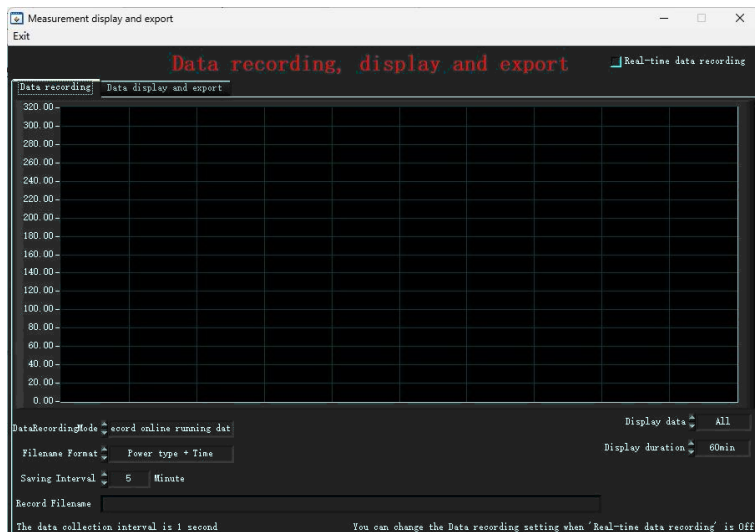 Measurement display and export
Exit
Data recording, display and export
Real-time data recording
Data recording
Data display and export
320.00
300.00
280.00
260.00
240.00
220.00
200.00
180.00
160.00
140.00
120.00
100.00
80.00
60.00
40.00
20.00
0.00
DataRecordingMode ecord online running dat
Display data All
Filename Format Power type + Time
Display duration 60min
Saving Interval 5 Minute
Record Filename
The data collection interval is 1 second
You can change the Data recording setting when 'Real-time data recording' is Off